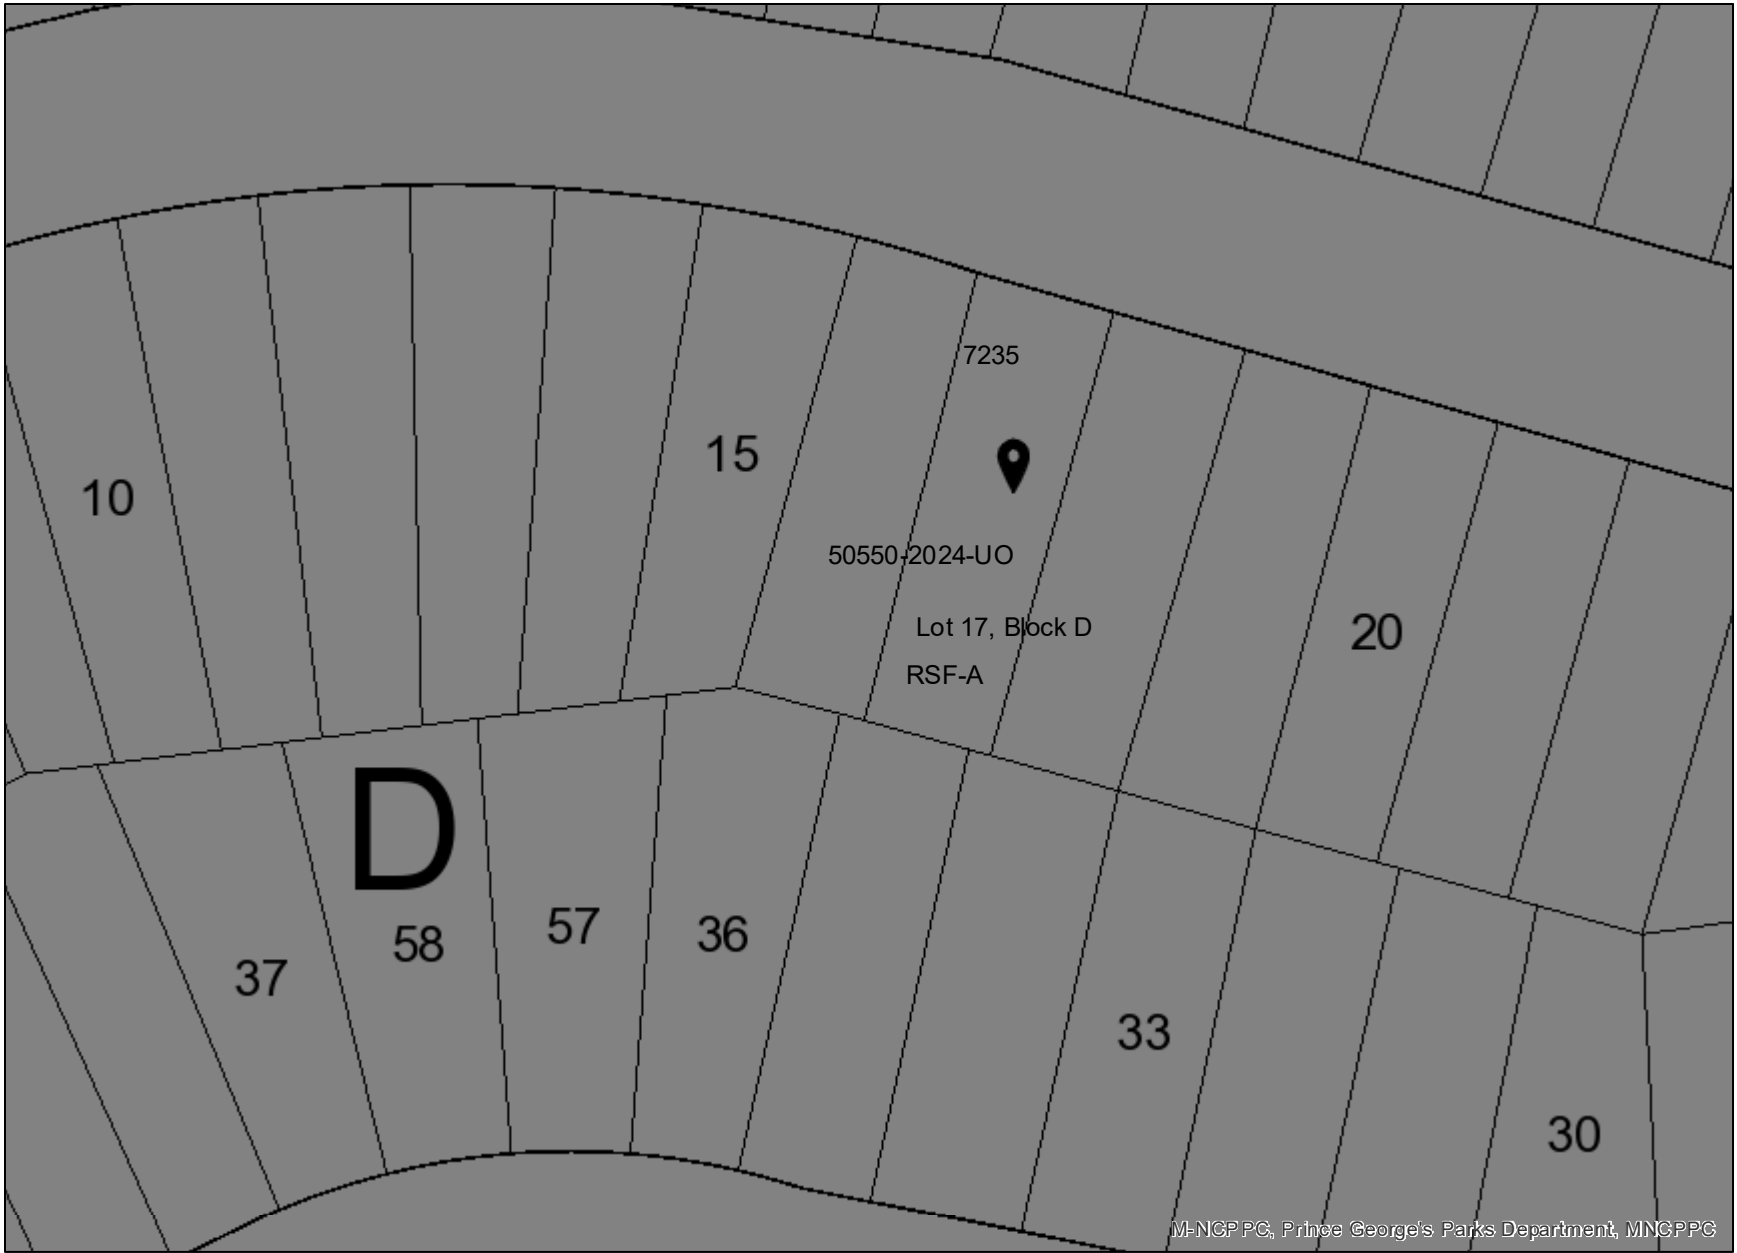 7235
15
10
50550-2024-UO
Lot 17, Block D
20
RSF-A
D
57
36
58
37
33
30
M-NCPPC, Prince George's Parks Department, MNCPPC